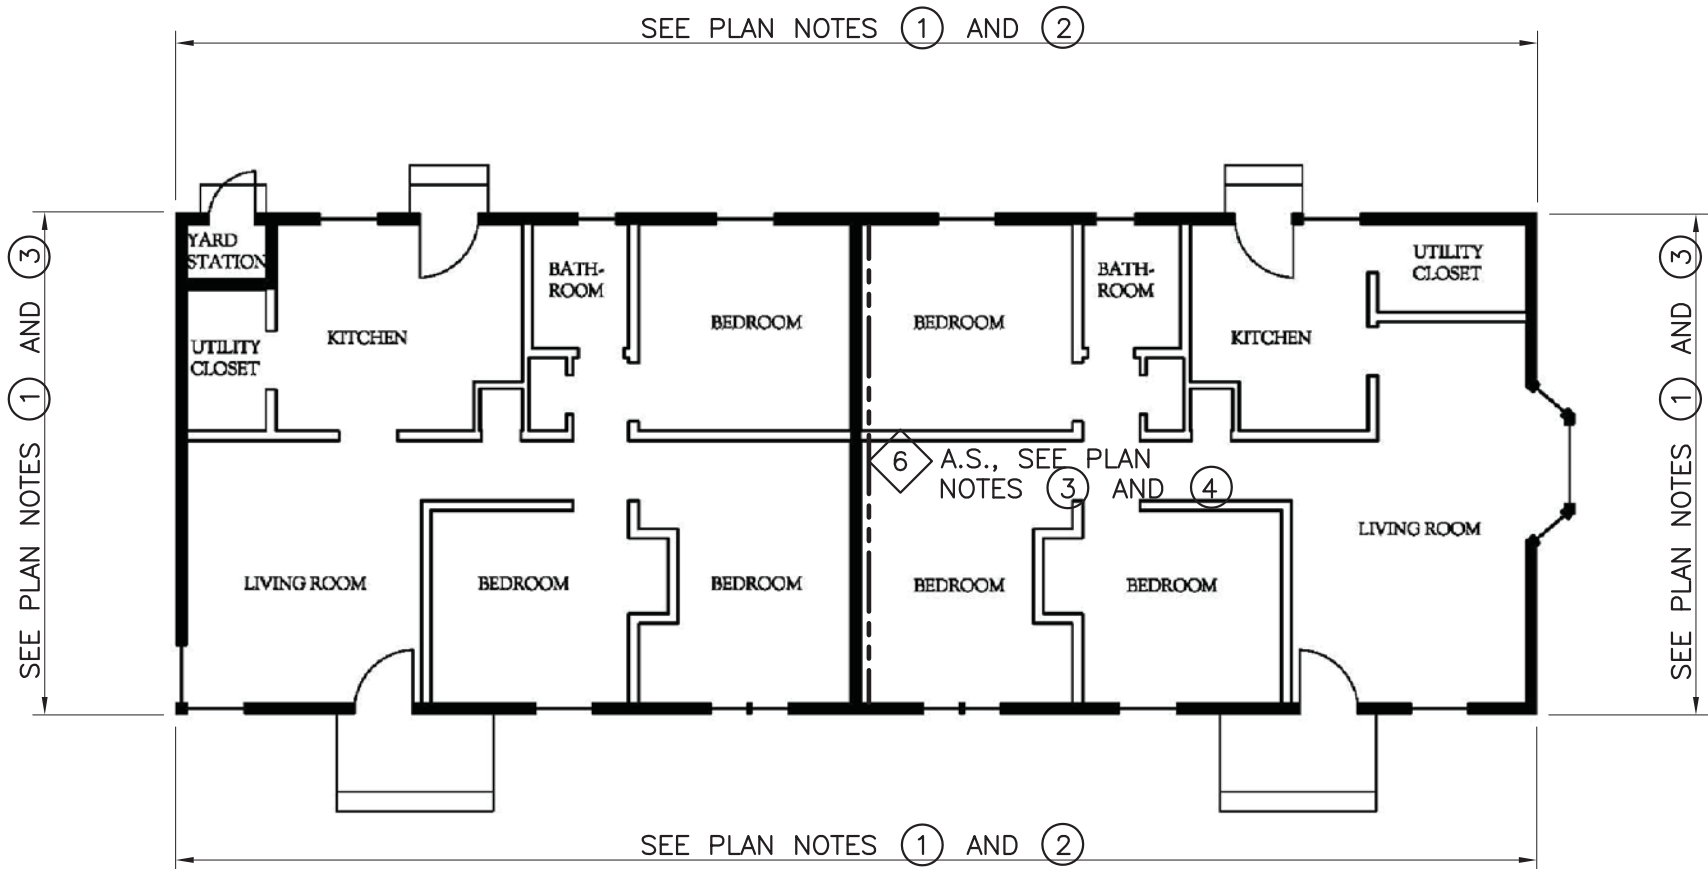 SEE PLAN NOTES 1 AND 2
SEE PLAN NOTES 1 AND 3
SEE PLAN NOTES 1 AND 3
YARD
STATION
UTILITY
CLOSET
KITCHEN
BATH-
ROOM
BEDROOM
BEDROOM
BATH-
ROOM
KITCHEN
UTILITY
CLOSET
6 A.S., SEE PLAN
NOTES 3 AND 4
LIVING ROOM
BEDROOM
BEDROOM
BEDROOM
BEDROOM
LIVING ROOM
SEE PLAN NOTES 1 AND 2